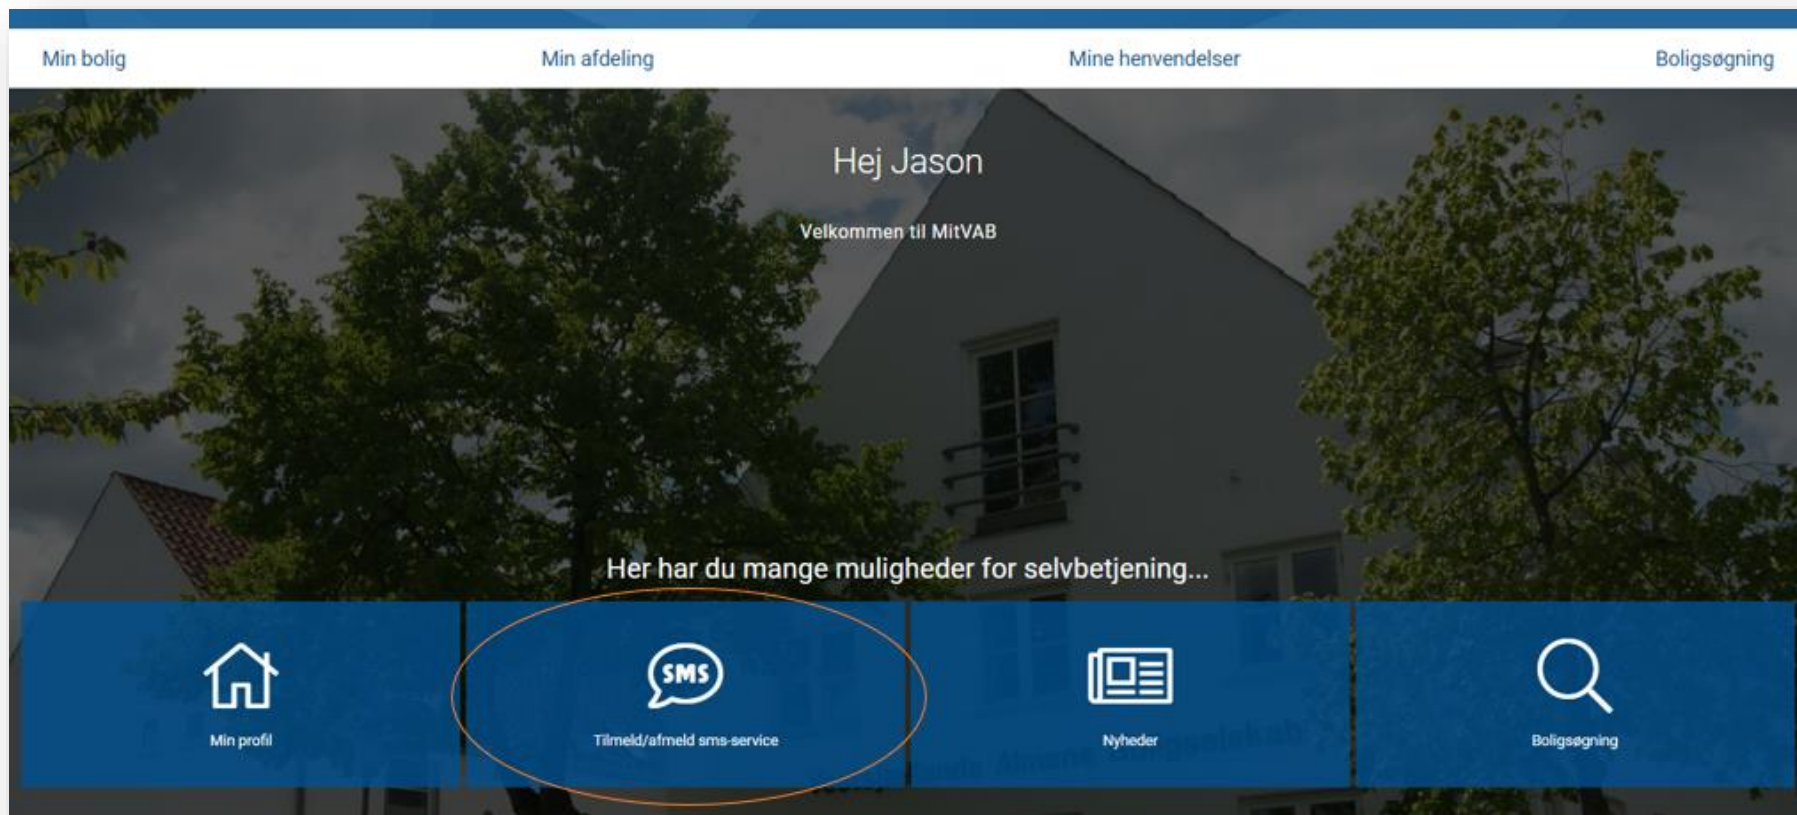 Min bolig
Min afdeling
Mine henvendelser
Boligsøgning
Hej Jason
Velkommen til MitVAB
Her har du mange muligheder for selvbetjening...
SMS
Min profil
Tilmeld/afmeld sms-service
Nyheder
Boligsøgning